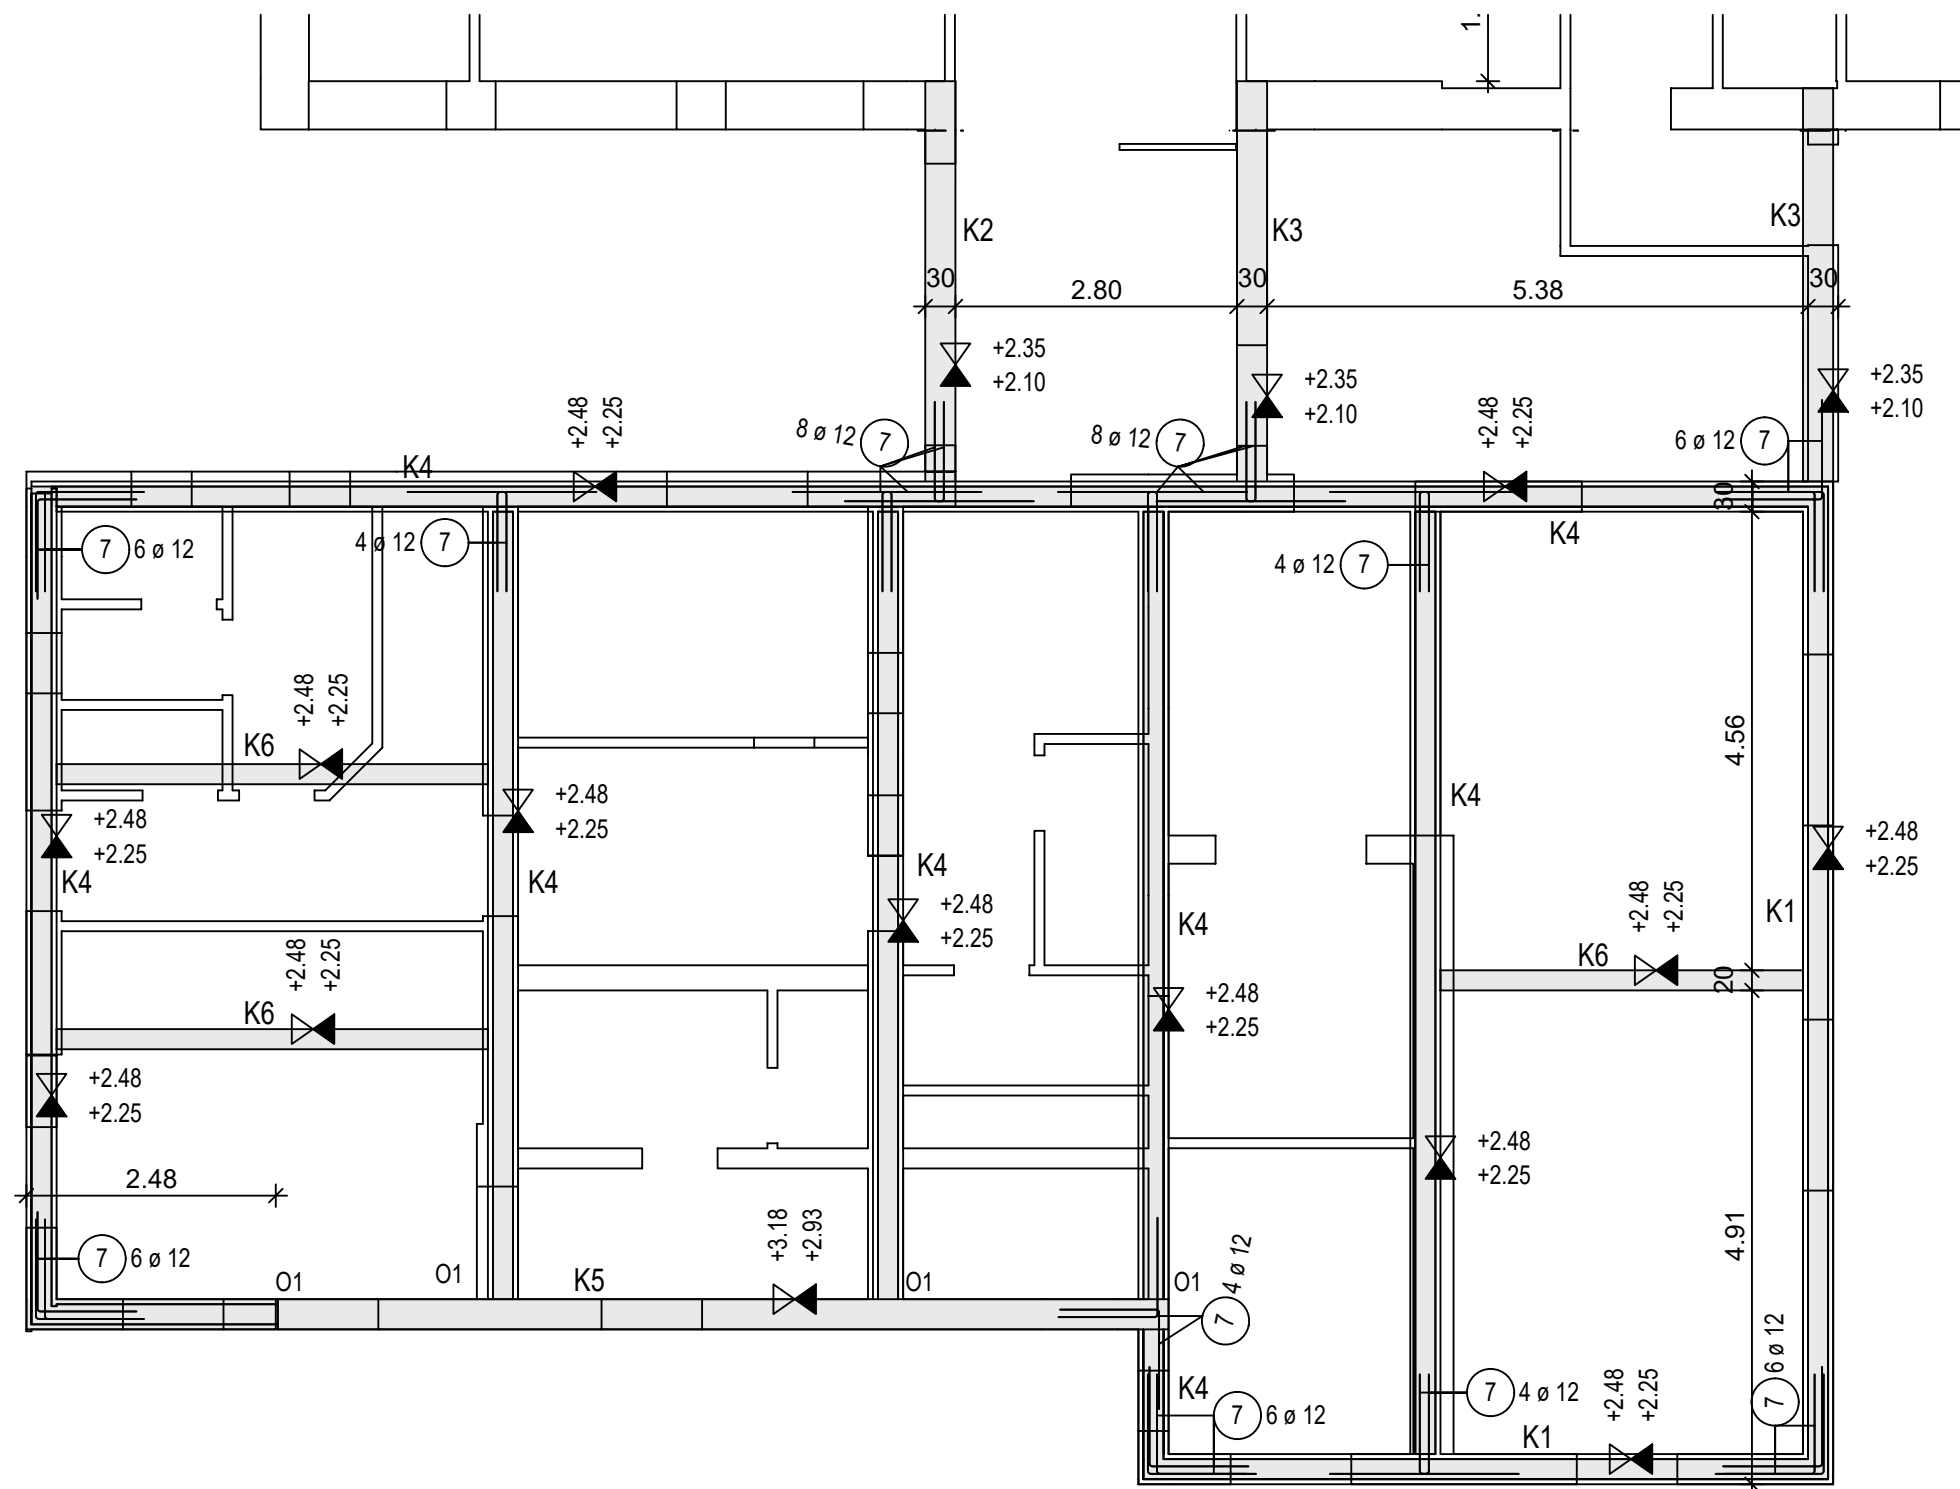 1.
K2
K3
K3
30
2.80
30
5.38
30
+2.35
+2.10
+2.35
+2.10
+2.35
+2.10
+2.48
+2.25
8 ø 12
7
8 ø 12
7
+2.48
+2.25
6 ø 12
7
K4
30
K4
7
6 ø 12
4 ø 12
7
4 ø 12
7
+2.48
+2.25
K6
4.56
+2.48
+2.25
K4
+2.48
+2.25
K4
K4
+2.48
+2.25
K4
+2.48
+2.25
K4
+2.48
+2.25
K1
+2.48
+2.25
K6
20
+2.48
+2.25
K6
+2.48
+2.25
+2.48
+2.25
+2.48
+2.25
2.48
4.91
7
6 ø 12
O1
O1
K5
+3.18
+2.93
O1
O1
4 ø 12
7
K4
7
6 ø 12
7
4 ø 12
K1
+2.48
+2.25
6 ø 12
7